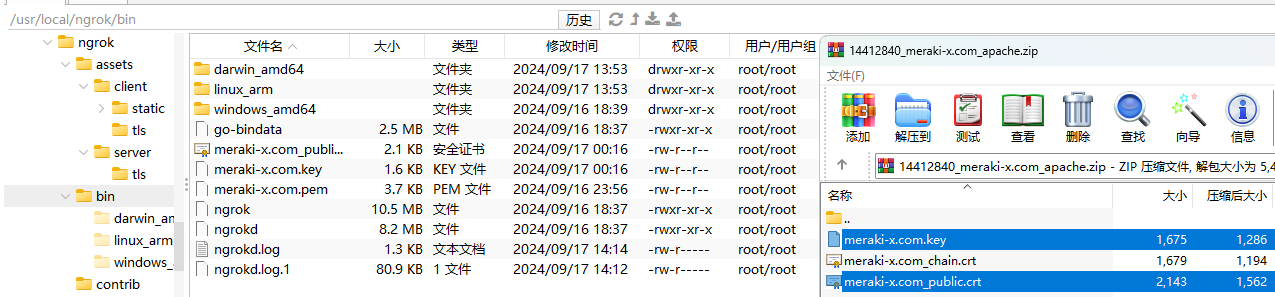 /usr/local/ngrok/bin 历史
ngrok
assets
client
static
tls
server
tls
bin
darwin_am
linux_arm
windows_
contrib
文件名 大小 类型 修改时间 权限 用户/用户组
darwin_amd64 文件夹 2024/09/17 13:53 drwxr-xr-x root/root
linux_arm 文件夹 2024/09/17 13:53 drwxr-xr-x root/root
windows_amd64 文件夹 2024/09/16 18:39 drwxr-xr-x root/root
go-bindata 2.5 MB 文件 2024/09/16 18:37 -rwxr-xr-x root/root
meraki-x.com_publi... 2.1 KB 安全证书 2024/09/17 00:16 -rw-r--r-- root/root
meraki-x.com.key 1.6 KB KEY 文件 2024/09/17 00:16 -rw-r--r-- root/root
meraki-x.com.pem 3.7 KB PEM 文件 2024/09/16 23:56 -rw-r--r-- root/root
ngrok 10.5 MB 文件 2024/09/16 18:37 -rwxr-xr-x root/root
ngrokd 8.2 MB 文件 2024/09/16 18:37 -rwxr-xr-x root/root
ngrokd.log 1.3 KB 文本文档 2024/09/17 14:14 -rw-r----- root/root
ngrokd.log.1 80.9 KB 1 文件 2024/09/17 14:12 -rw-r----- root/root
14412840_meraki-x.com_apache.zip
文件(F)
添加 解压到 测试 查看 删除 查找 向导 信息
14412840_meraki-x.com_apache.zip - ZIP 压缩文件, 解包大小为 5,4
名称 大小 压缩后大小
..
meraki-x.com.key 1,675 1,286
meraki-x.com_chain.crt 1,679 1,194
meraki-x.com_public.crt 2,143 1,562